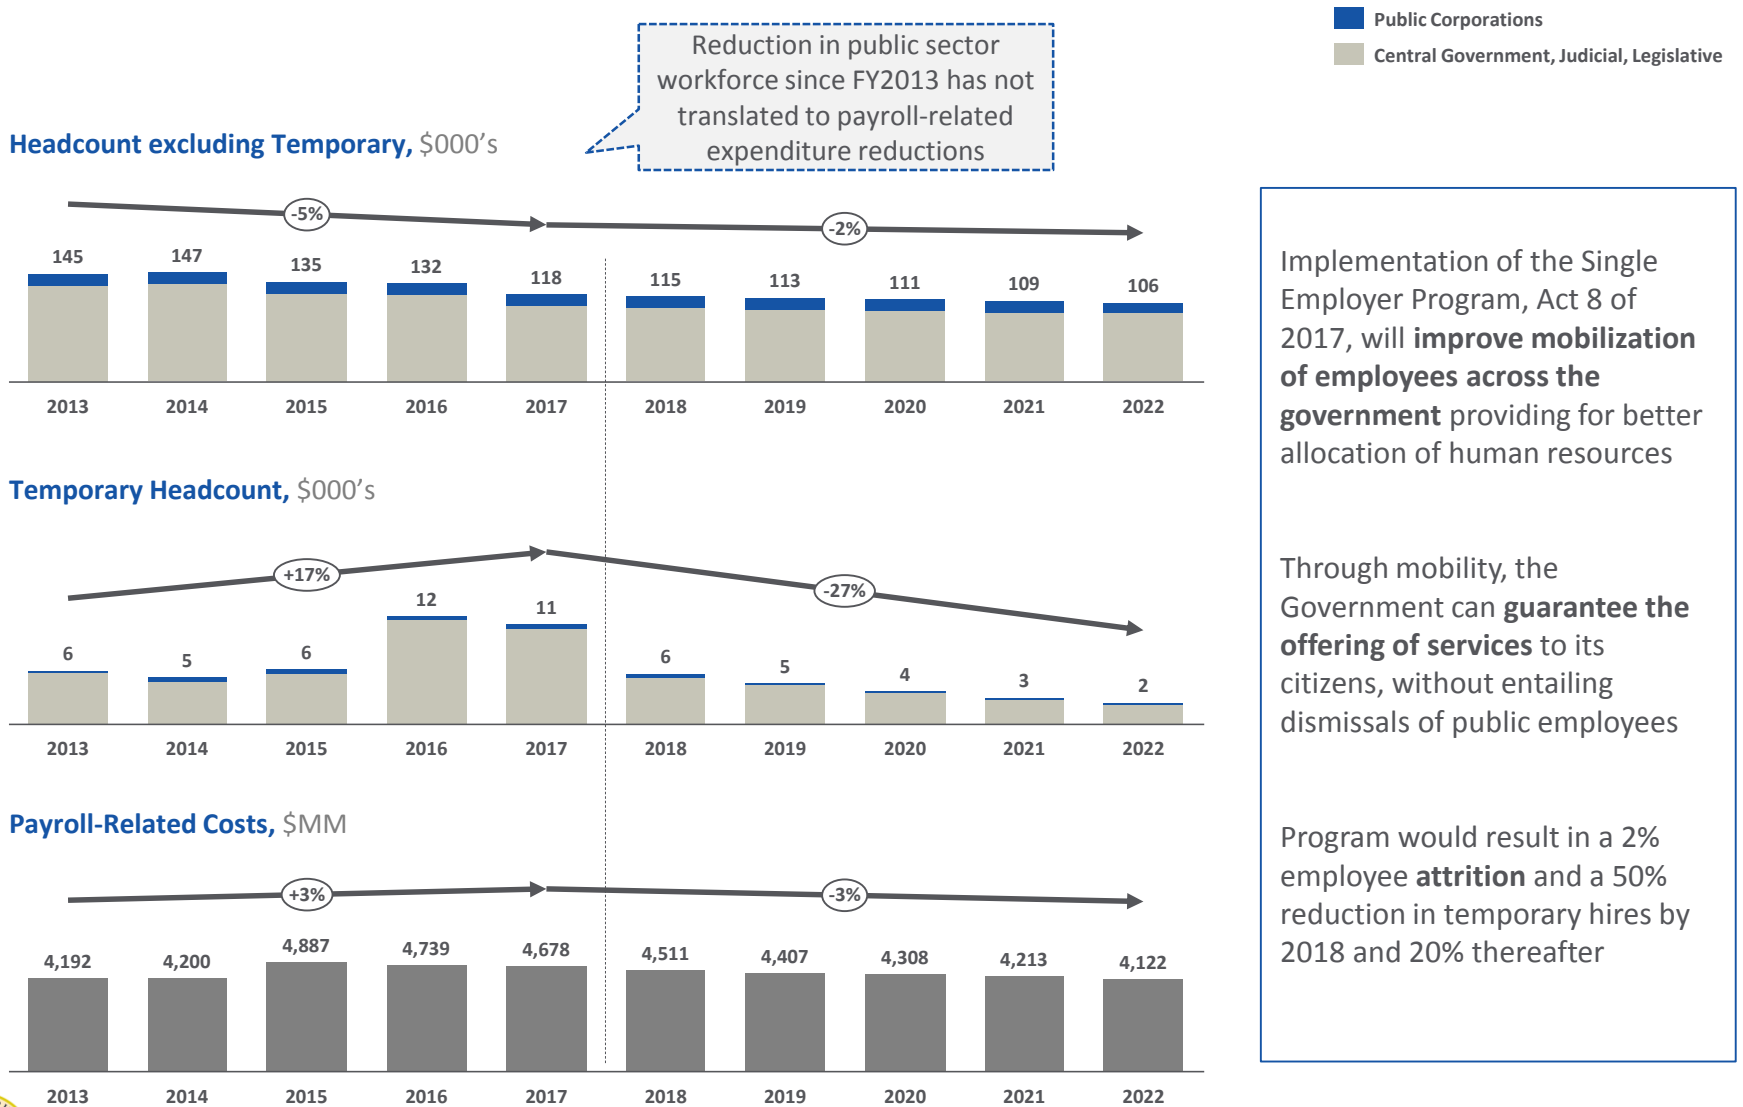 Public Corporations
Central Government, Judicial, Legislative
Reduction in public sector
workforce since FY2013 has not
translated to payroll-related
expenditure reductions
Headcount excluding Temporary, $000's
-5%
-2%
145 147 135 132 118 115 113 111 109 106
2013 2014 2015 2016 2017 2018 2019 2020 2021 2022
Temporary Headcount, $000's
+17%
-27%
6 5 6 12 11 6 5 4 3 2
2013 2014 2015 2016 2017 2018 2019 2020 2021 2022
Payroll-Related Costs, $MM
+3%
-3%
4,192 4,200 4,887 4,739 4,678 4,511 4,407 4,308 4,213 4,122
2013 2014 2015 2016 2017 2018 2019 2020 2021 2022
Implementation of the Single
Employer Program, Act 8 of
2017, will improve mobilization
of employees across the
government providing for better
allocation of human resources
Through mobility, the
Government can guarantee the
offering of services to its
citizens, without entailing
dismissals of public employees
Program would result in a 2%
employee attrition and a 50%
reduction in temporary hires by
2018 and 20% thereafter